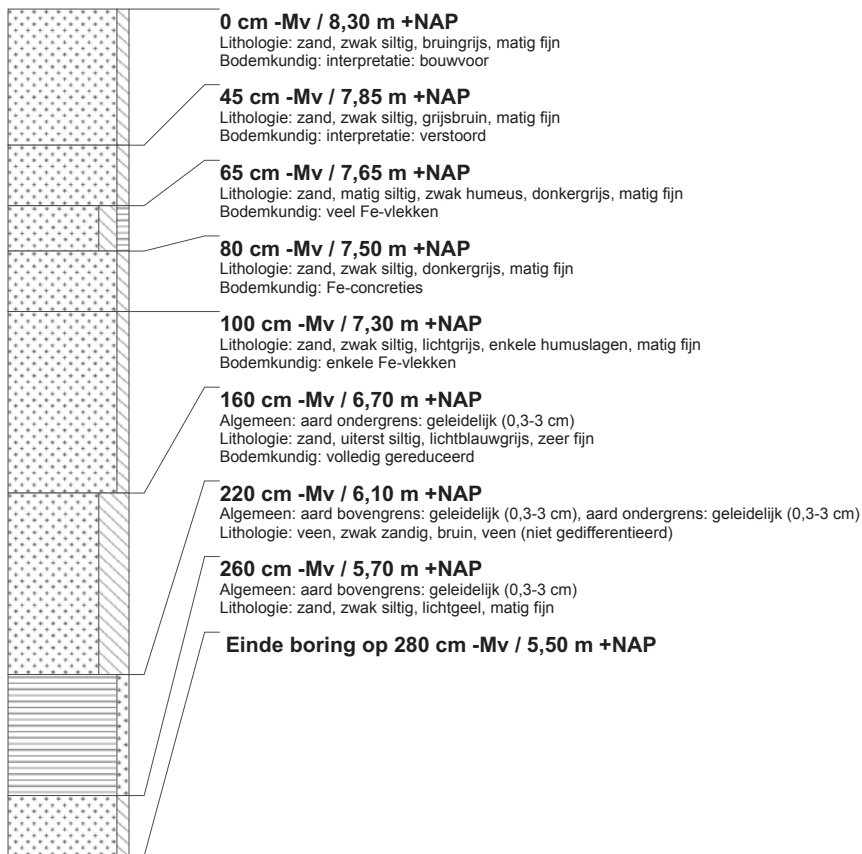 0 cm -Mv / 8,30 m +NAP
Lithologie: zand, zwak siltig, bruingrijs, matig fijn
Bodemkundig: interpretatie: bouwvoor
45 cm -Mv / 7,85 m +NAP
Lithologie: zand, zwak siltig, grijsbruin, matig fijn
Bodemkundig: interpretatie: verstoord
65 cm -Mv / 7,65 m +NAP
Lithologie: zand, matig siltig, zwak humeus, donkergrijs, matig fijn
Bodemkundig: veel Fe-vlekken
80 cm -Mv / 7,50 m +NAP
Lithologie: zand, zwak siltig, donkergrijs, matig fijn
Bodemkundig: Fe-concreties
100 cm -Mv / 7,30 m +NAP
Lithologie: zand, zwak siltig, lichtgrijs, enkele humuslagen, matig fijn
Bodemkundig: enkele Fe-vlekken
160 cm -Mv / 6,70 m +NAP
Algemeen: aard ondergrens: geleidelijk (0,3-3 cm)
Lithologie: zand, uiterst siltig, lichtblauwgrijs, zeer fijn
Bodemkundig: volledig gereduceerd
220 cm -Mv / 6,10 m +NAP
Algemeen: aard bovengrens: geleidelijk (0,3-3 cm), aard ondergrens: geleidelijk (0,3-3 cm)
Lithologie: veen, zwak zandig, bruin, veen (niet gedifferentieerd)
260 cm -Mv / 5,70 m +NAP
Algemeen: aard bovengrens: geleidelijk (0,3-3 cm)
Lithologie: zand, zwak siltig, lichtgeel, matig fijn
Einde boring op 280 cm -Mv / 5,50 m +NAP